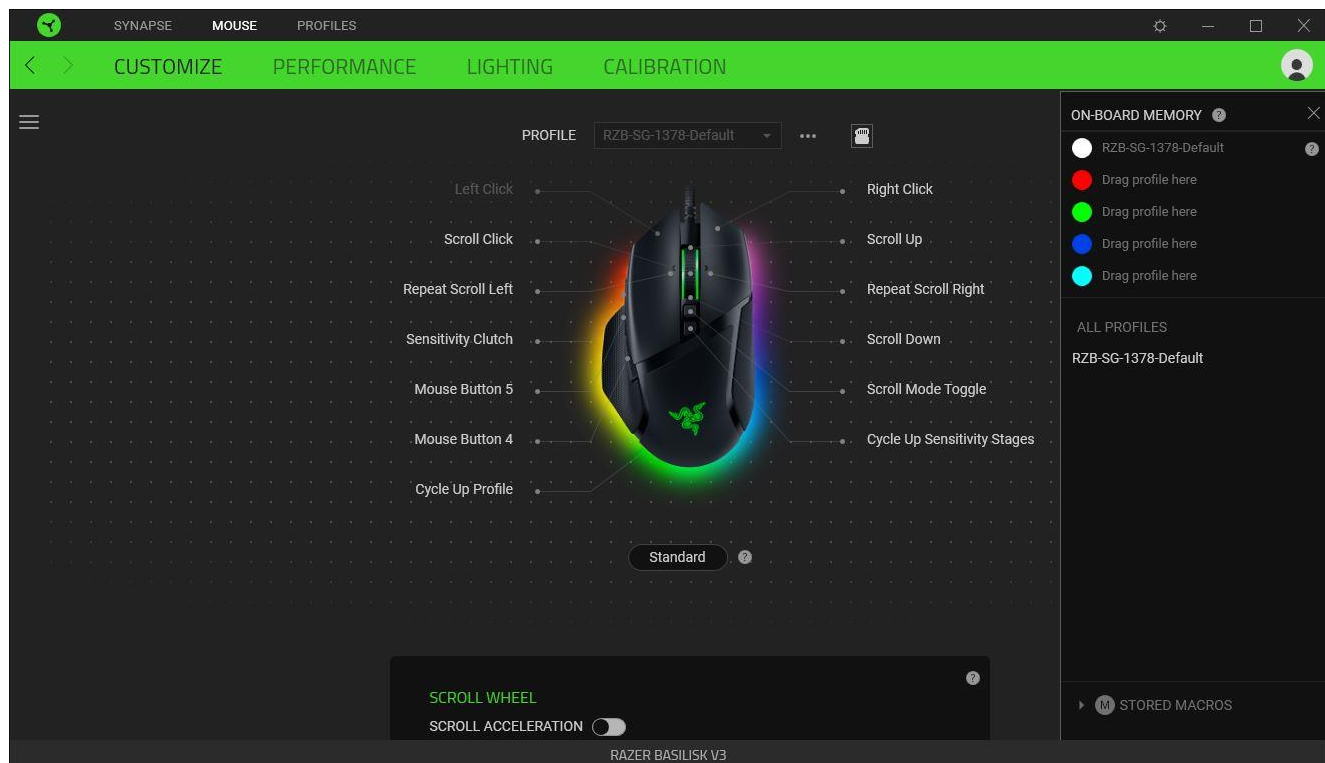 SYNAPSE MOUSE PROFILES
CUSTOMIZE PERFORMANCE LIGHTING CALIBRATION
PROFILE RZB-SG-1378-Default
Left Click
Scroll Click
Repeat Scroll Left
Sensitivity Clutch
Mouse Button 5
Mouse Button 4
Cycle Up Profile
Right Click
Scroll Up
Repeat Scroll Right
Scroll Down
Scroll Mode Toggle
Cycle Up Sensitivity Stages
Standard ?
?
SCROLL WHEEL
SCROLL ACCELERATION
ON-BOARD MEMORY ?
RZB-SG-1378-Default ?
Drag profile here
Drag profile here
Drag profile here
Drag profile here
ALL PROFILES
RZB-SG-1378-Default
M STORED MACROS
RAZER BASILISK V3